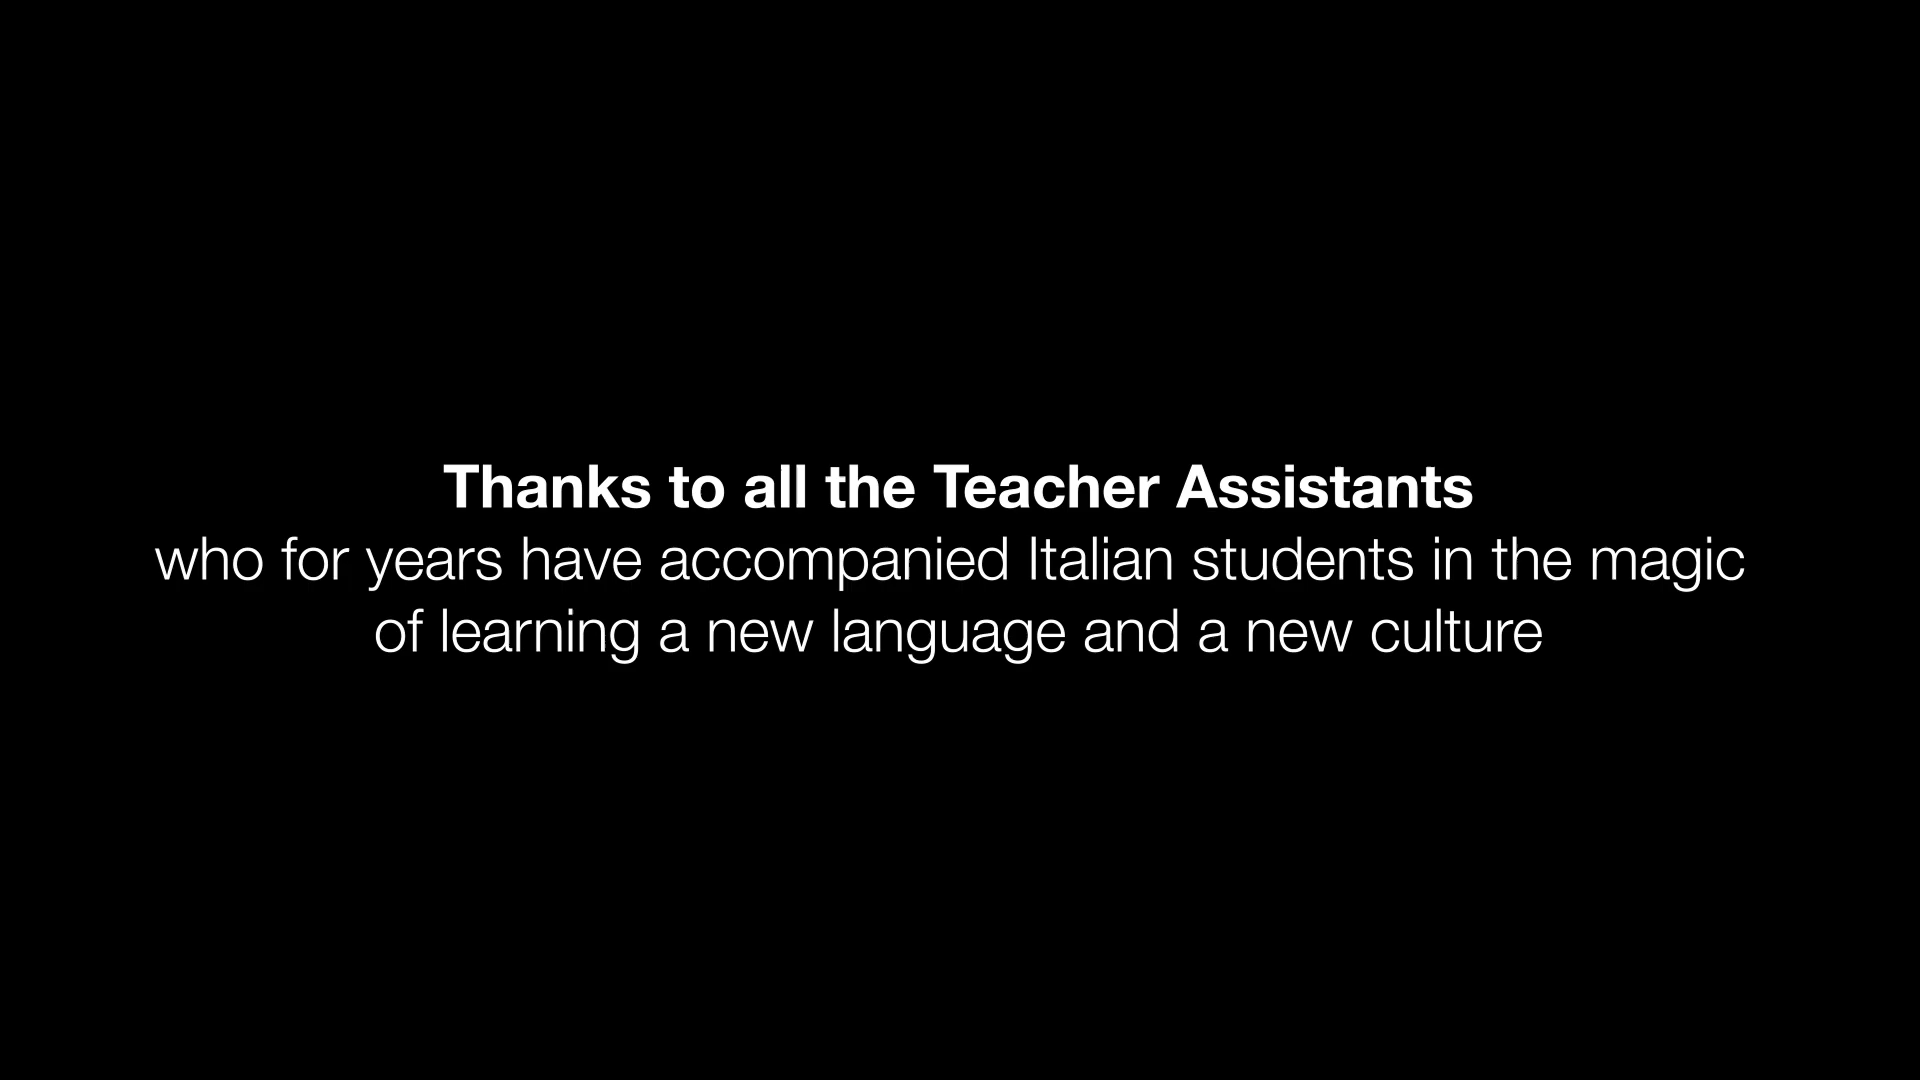 Thanks to all the Teacher Assistants
who for years have accompanied Italian students in the magic
of learning a new language and a new culture